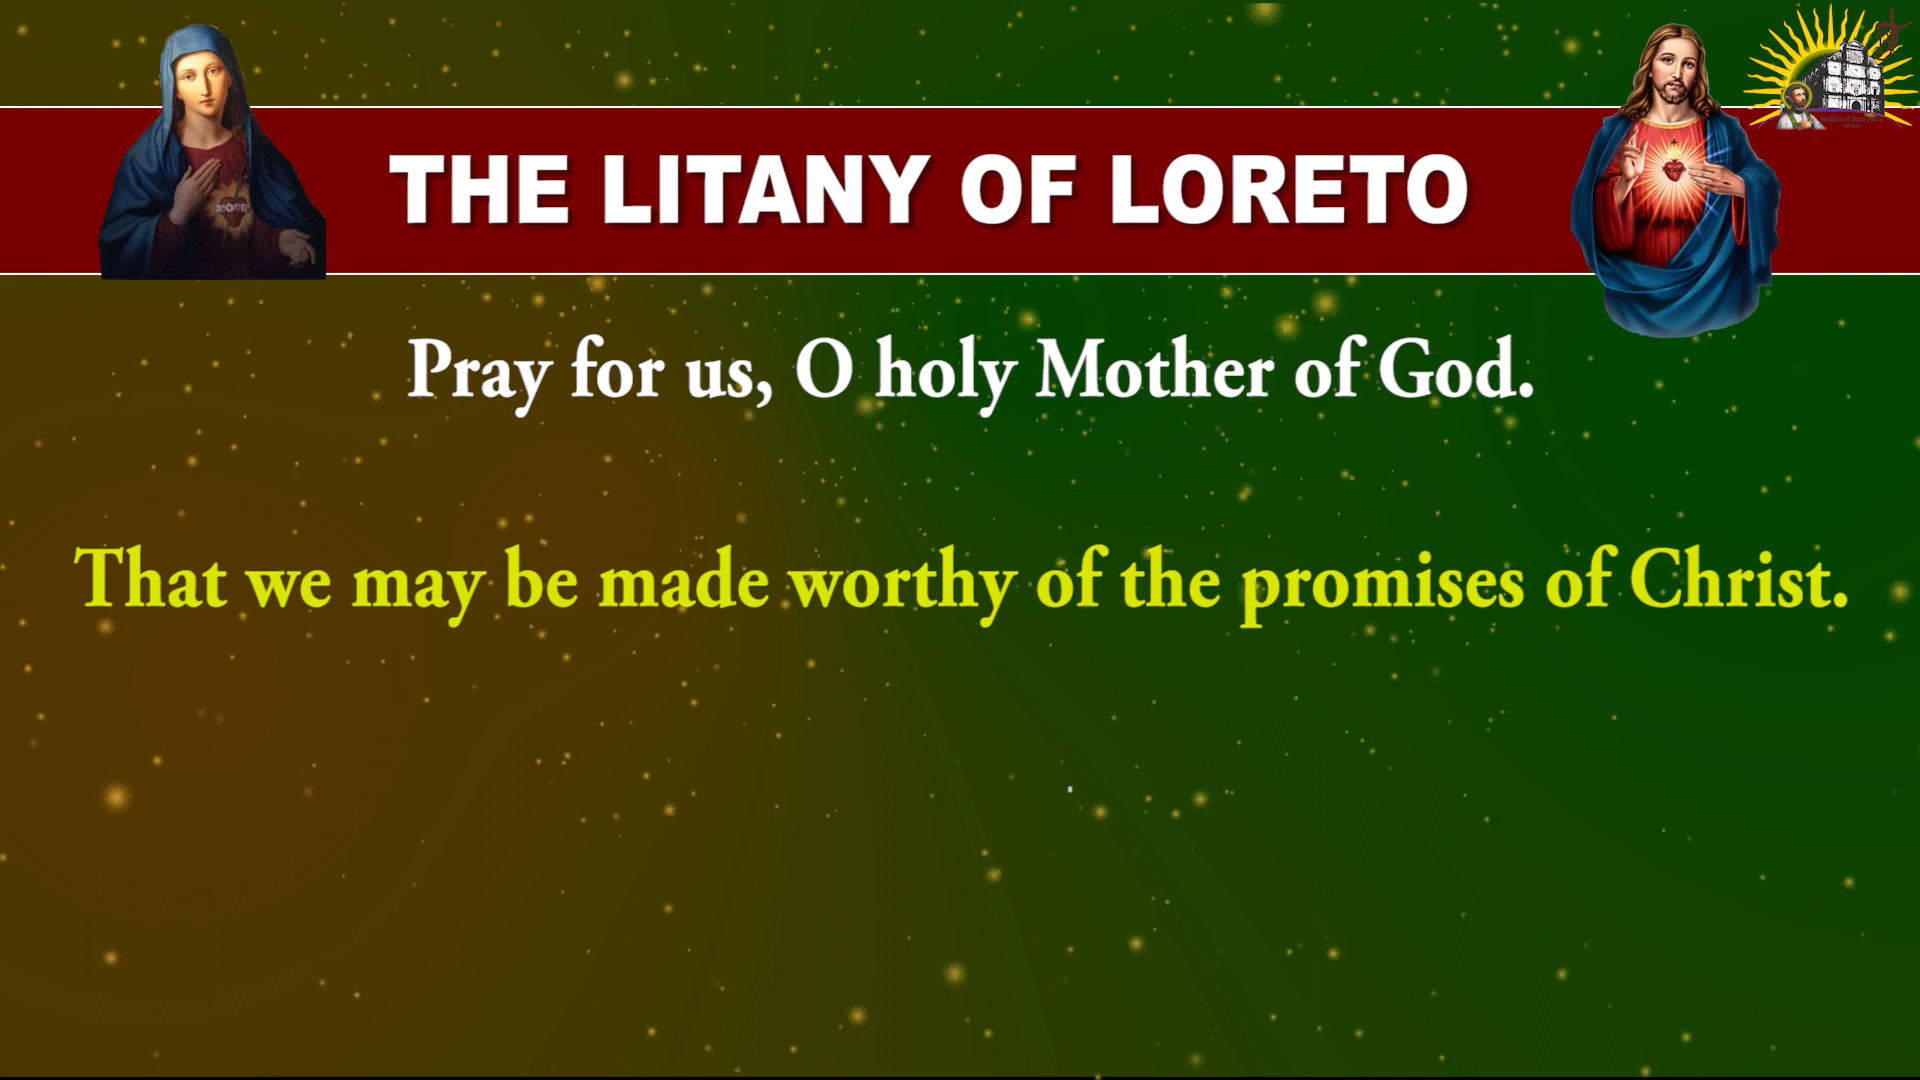 THE LITANY OF LORETO
Pray for us, O holy Mother of God.
That we may be made worthy of the promises of Christ.